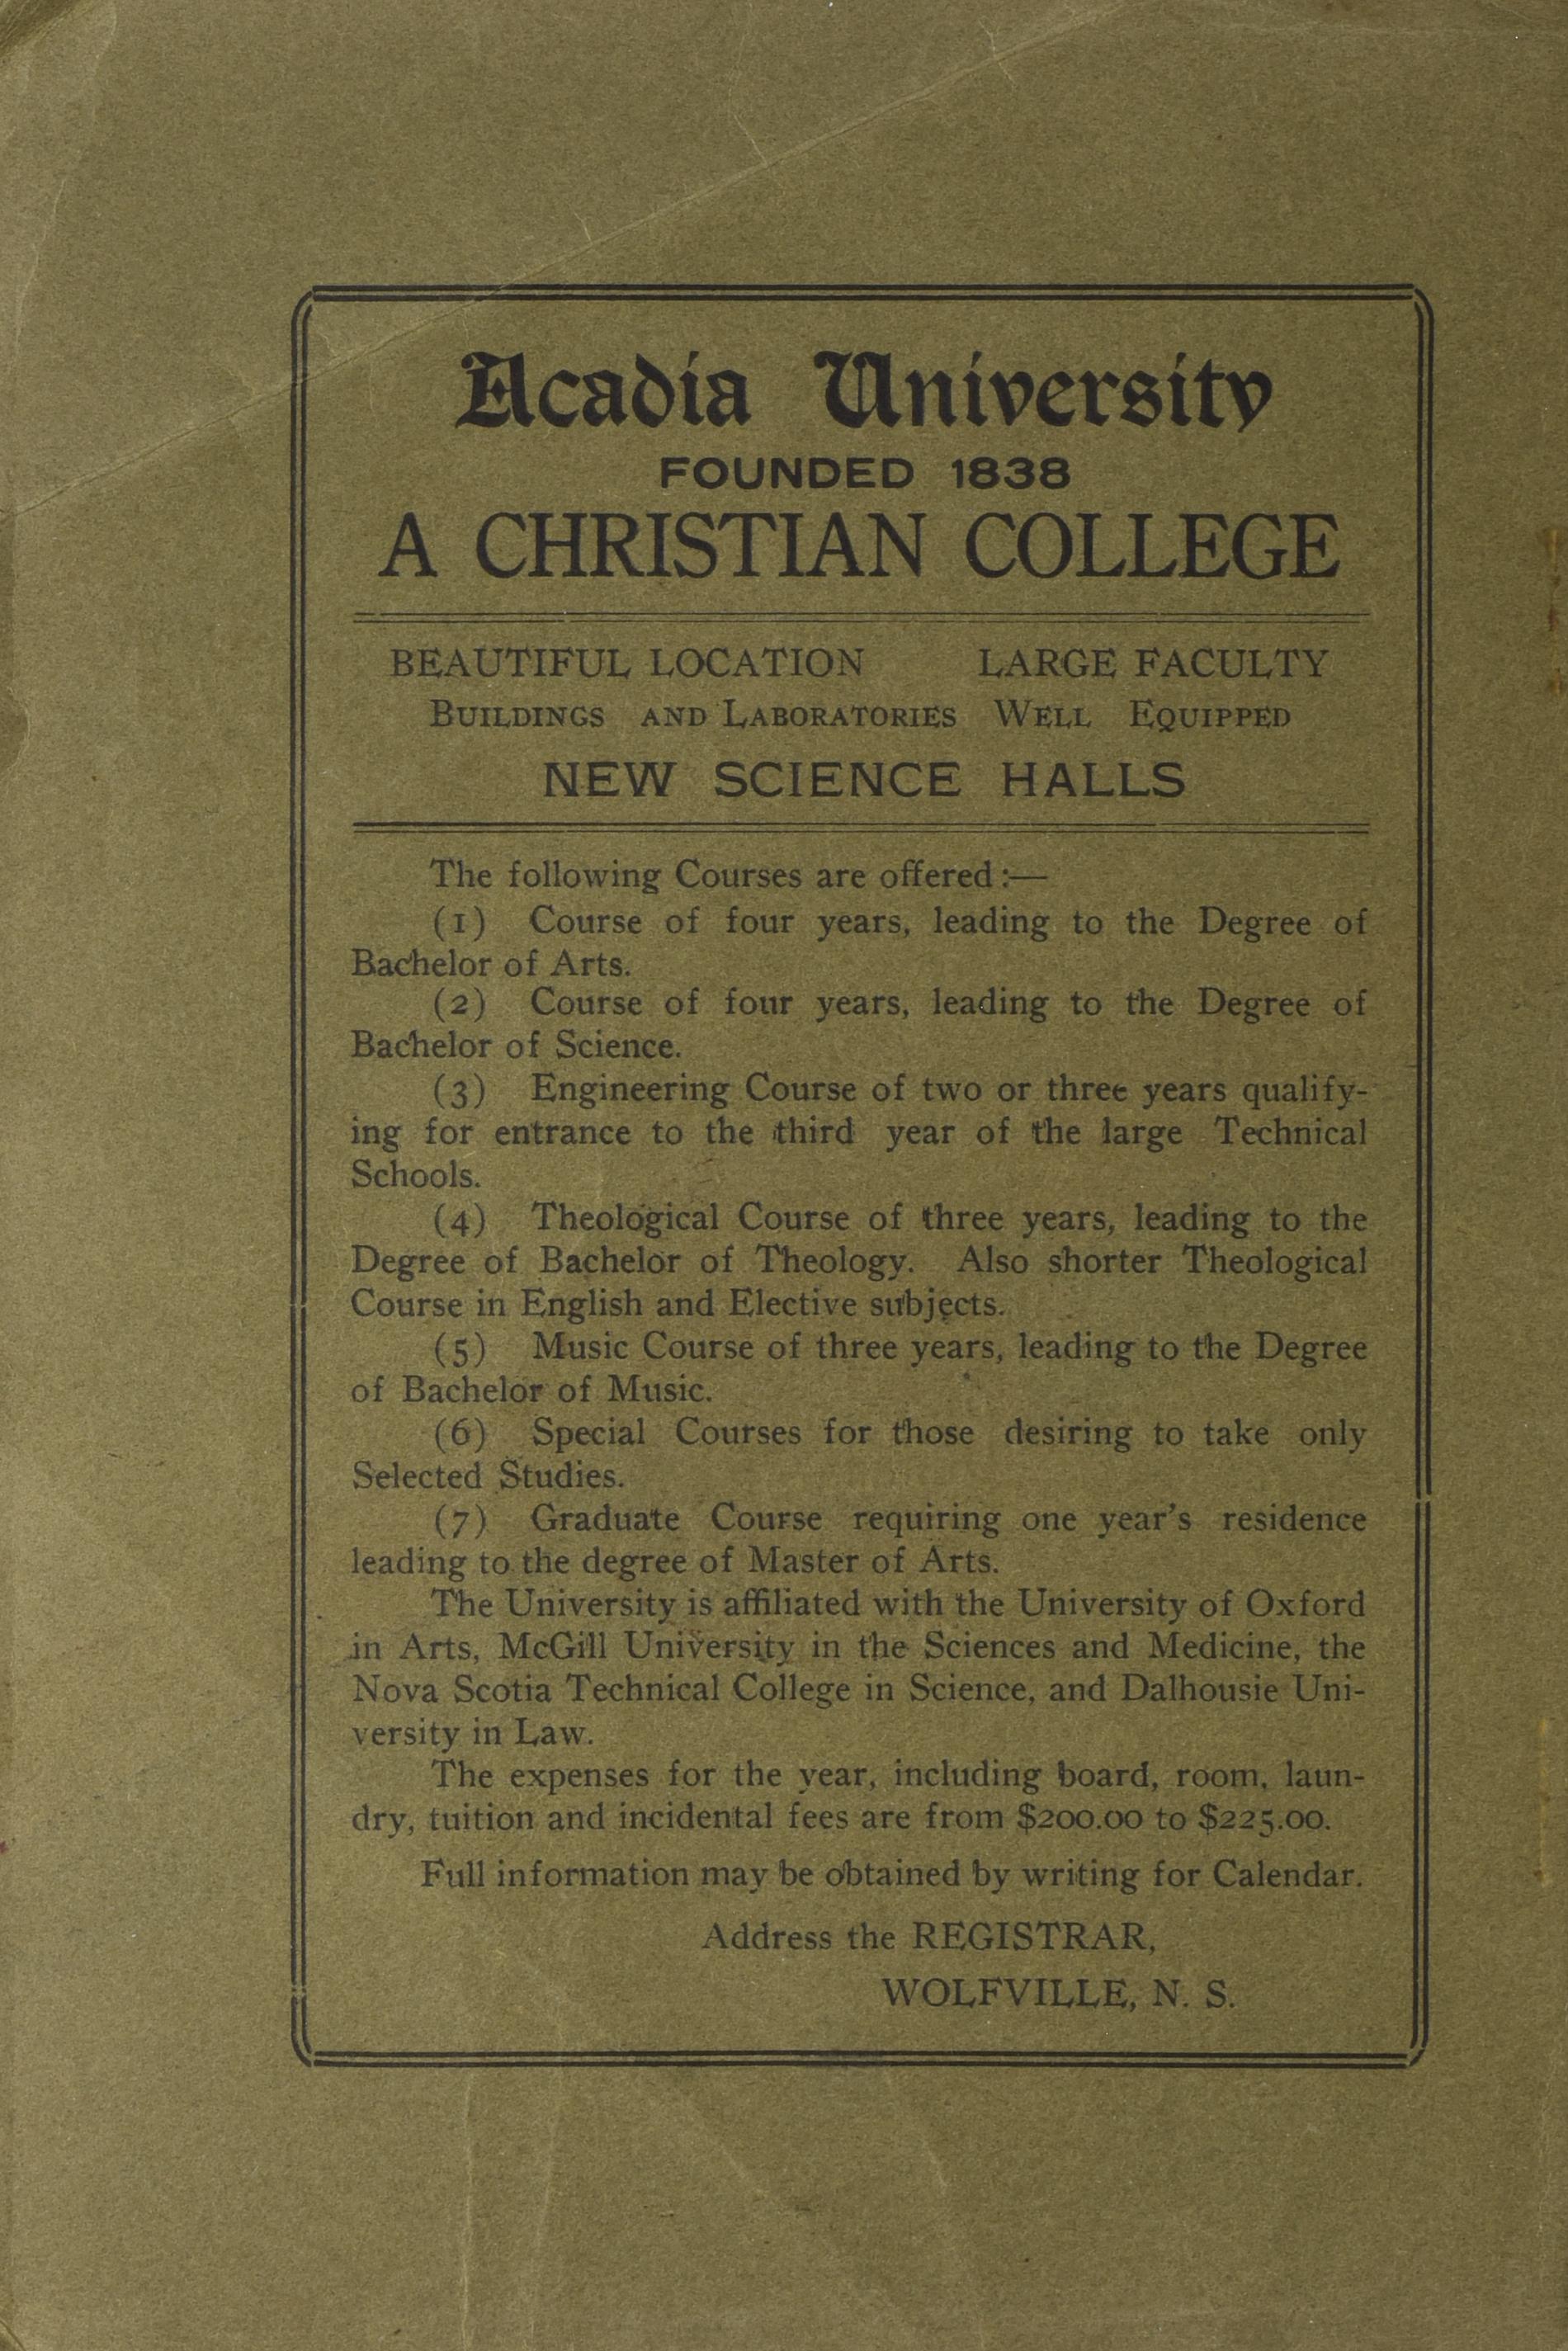 Acadia University
FOUNDED 1838
A CHRISTIAN COLLEGE
BEAUTIFUL LOCATION LARGE FACULTY
BUILDINGS AND LABORATORIES WELL EQUIPPED
NEW SCIENCE HALLS
The following Courses are offered:—
(1) Course of four years, leading to the Degree of
Bachelor of Arts.
(2) Course of four years, leading to the Degree of
Bachelor of Science.
(3) Engineering Course of two or three years qualify-
ing for entrance to the third year of the large Technical
Schools.
(4) Theological Course of three years, leading to the
Degree of Bachelor of Theology. Also shorter Theological
Course in English and Elective subjects.
(5) Music Course of three years, leading to the Degree
of Bachelor of Music.
(6) Special Courses for those desiring to take only
Selected Studies.
(7) Graduate Course requiring one year's residence
leading to the degree of Master of Arts.
The University is affiliated with the University of Oxford
in Arts, McGill University in the Sciences and Medicine, the
Nova Scotia Technical College in Science, and Dalhousie Uni-
versity in Law.
The expenses for the year, including board, room, laun-
dry, tuition and incidental fees are from $200.00 to $225.00.
Full information may be obtained by writing for Calendar.
Address the REGISTRAR,
WOLFVILLE, N. S.